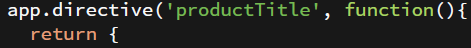 app.directive('productTitle', function(){
  return {